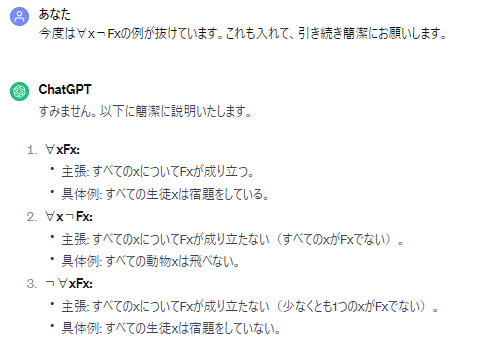 あなた
今度は∀x￢Fxの例が抜けています。これも入れて、引き続き簡潔にお願いします。
ChatGPT
すみません。以下に簡潔に説明いたします。
1. ∀xFx:
• 主張: すべてのxについてFxが成り立つ。
• 具体例: すべての生徒xは宿題をしている。
2. ∀x￢Fx:
• 主張: すべてのxについてFxが成り立たない（すべてのxがFxでない）。
• 具体例: すべての動物xは飛べない。
3. ￢∀xFx:
• 主張: すべてのxについてFxが成り立たない（少なくとも1つのxがFxでない）。
• 具体例: すべての生徒xは宿題をしていない。